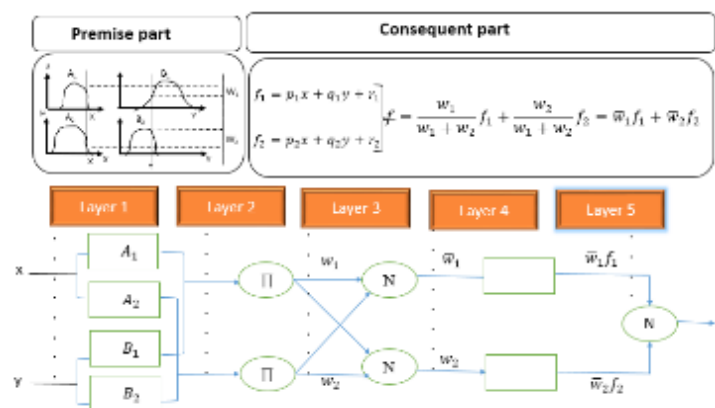 Premise part
Consequent part
A₁
B₁
W₁
X
Y
A₂
B₂
W₂
X
X
f₁ = p₁x + q₁y + r₁
f₂ = p₂x + q₂y + r₂
f = w₁/(w₁ + w₂) f₁ + w₂/(w₁ + w₂) f₂ = w̅₁f₁ + w̅₂f₂
Layer 1
Layer 2
Layer 3
Layer 4
Layer 5
x
A₁
A₂
B₁
B₂
y
Π
Π
w₁
w₂
N
N
w̅₁
w₂
w̅₁f₁
w̅₂f₂
N